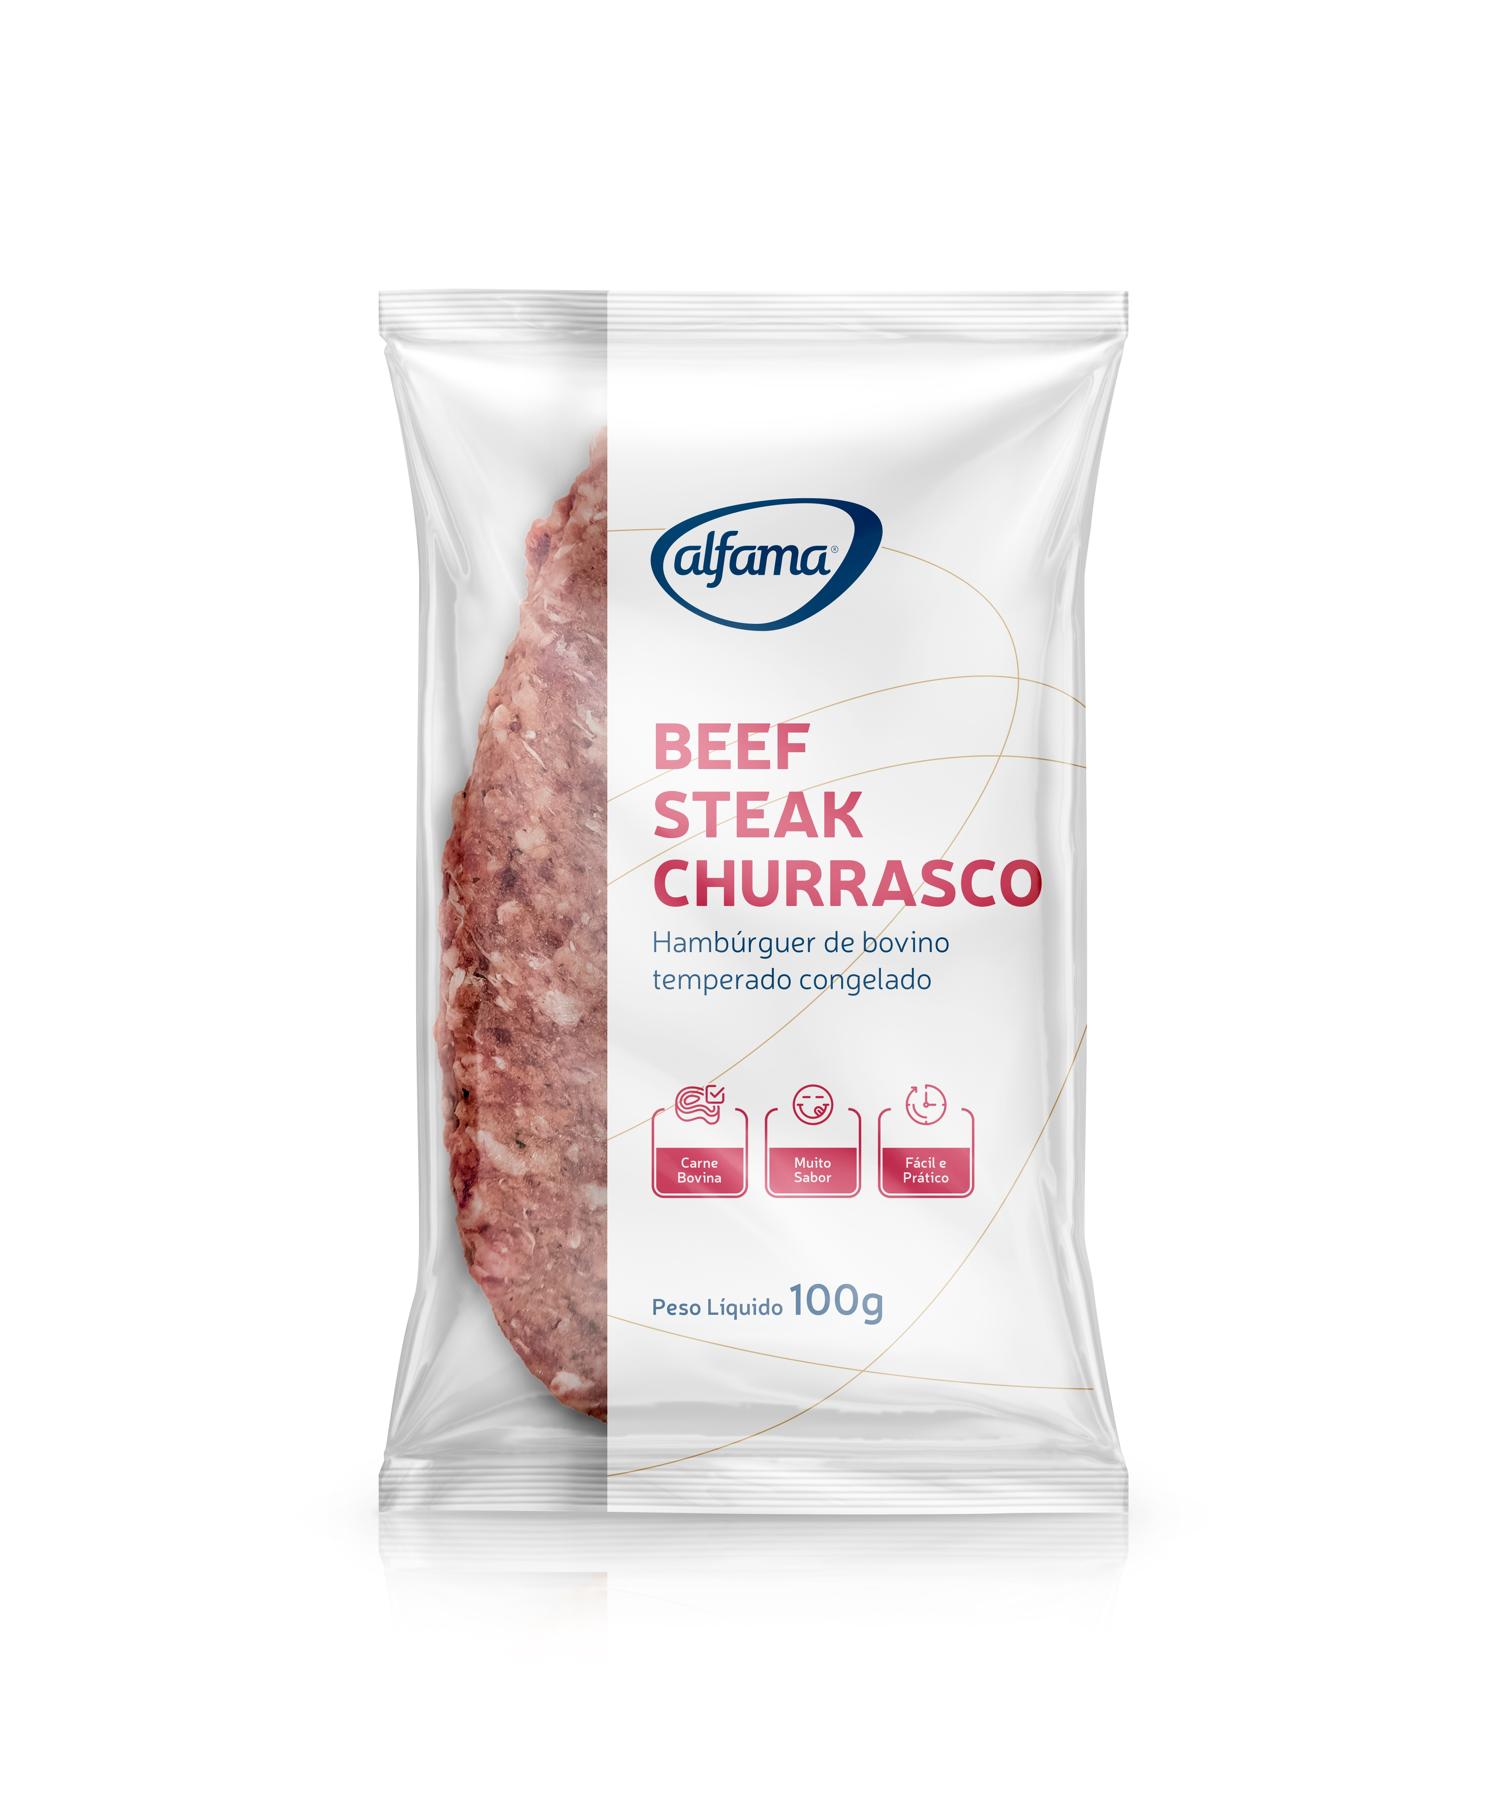 alfama®
BEEF
STEAK
CHURRASCO
Hambúrguer de bovino
temperado congelado
Carne
Bovina
Muito
Sabor
Fácil e
Prático
Peso Líquido 100g